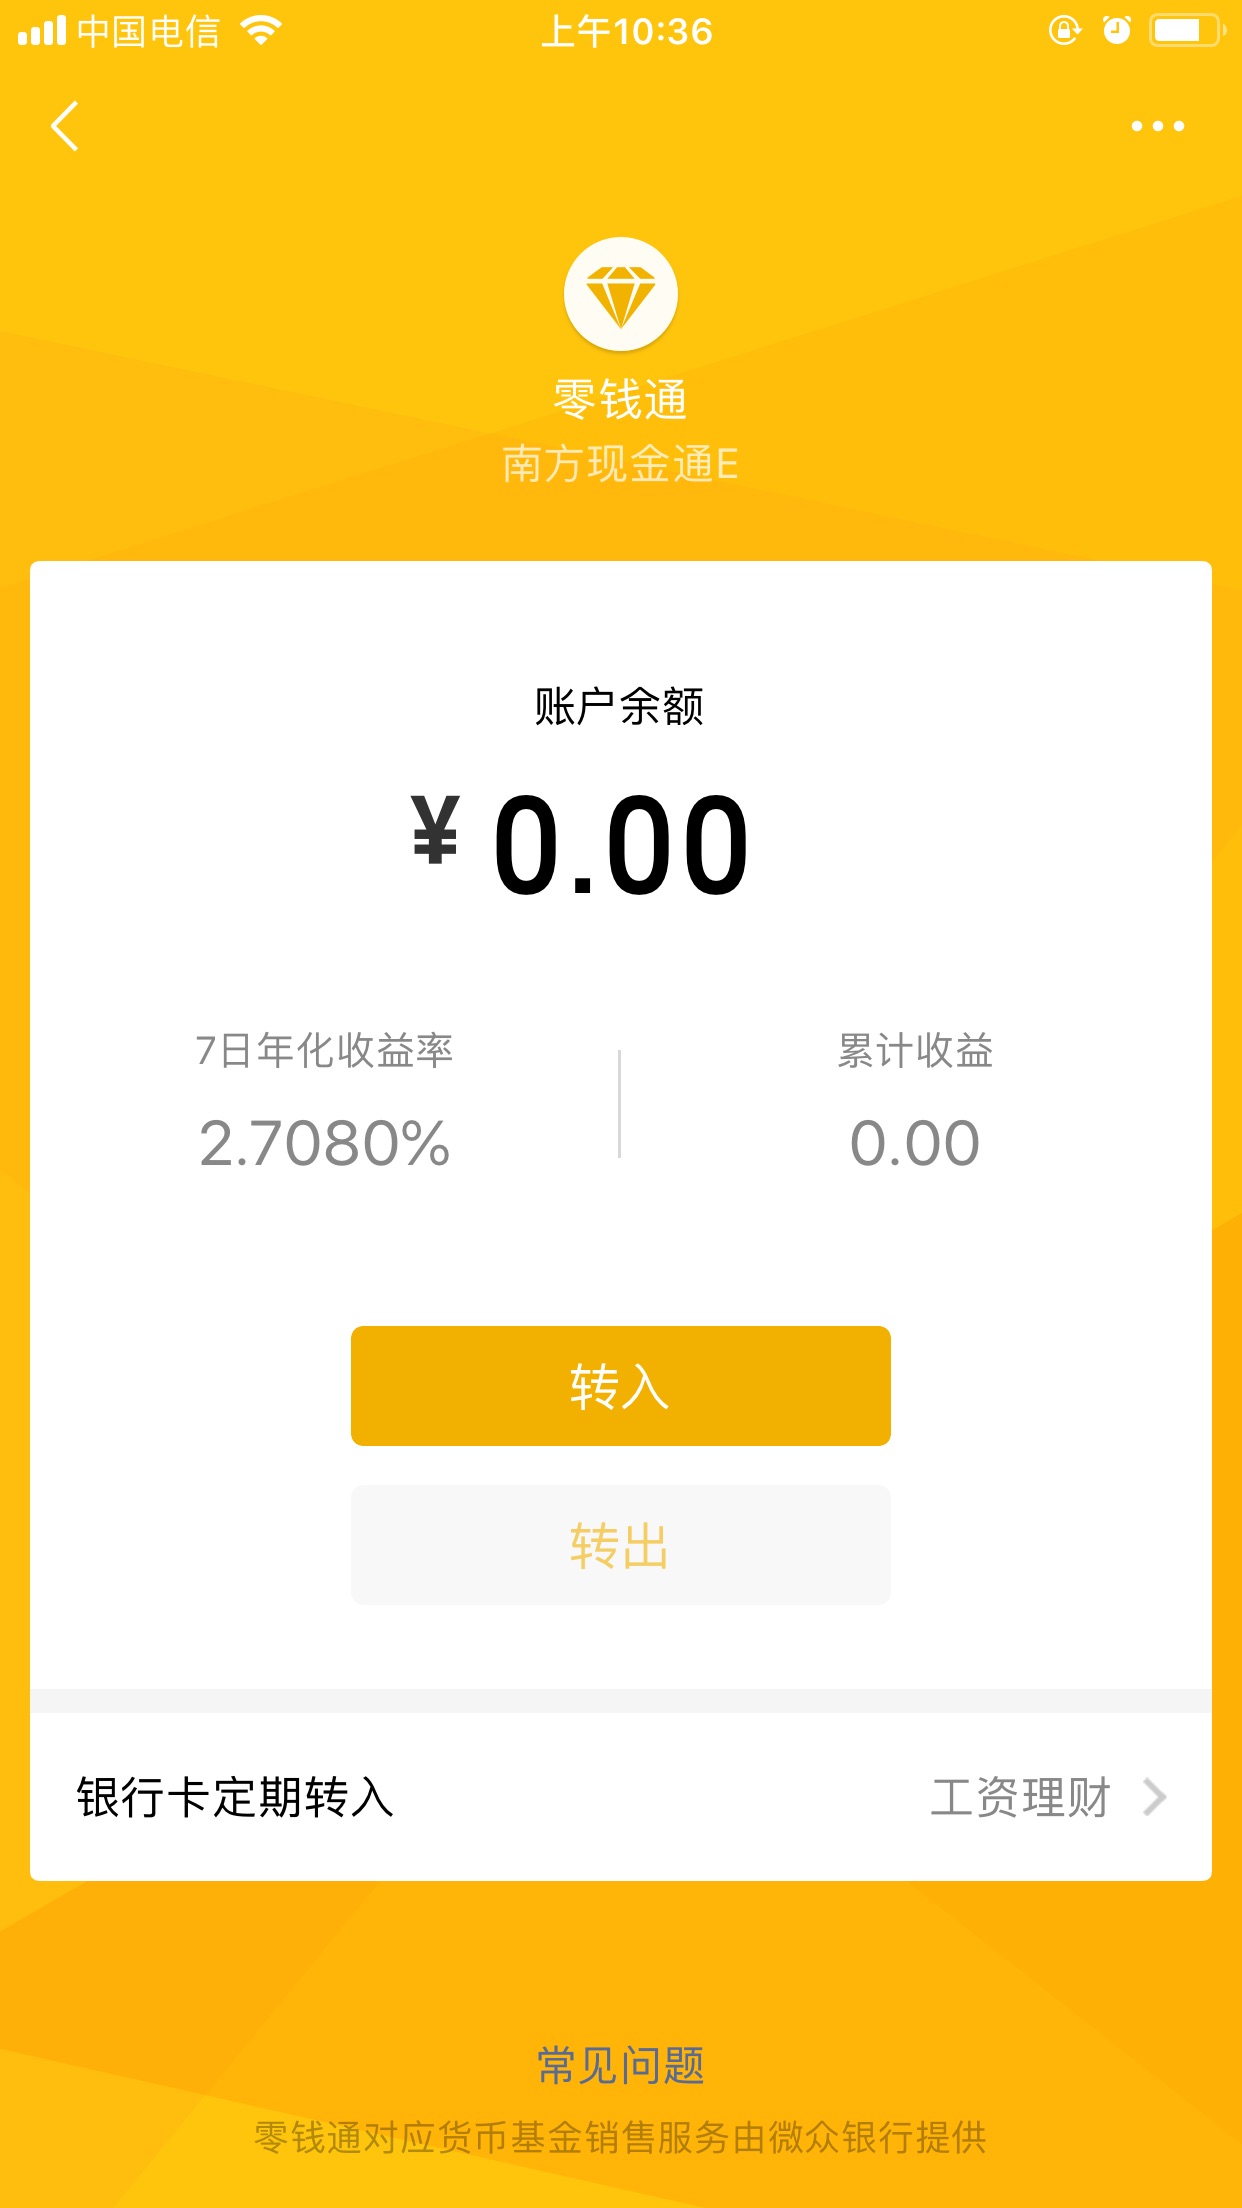 中国电信 上午10:36
零钱通
南方现金通E
账户余额
¥ 0.00
7日年化收益率 累计收益
2.7080% 0.00
转入
转出
银行卡定期转入 工资理财
常见问题
零钱通对应货币基金销售服务由微众银行提供